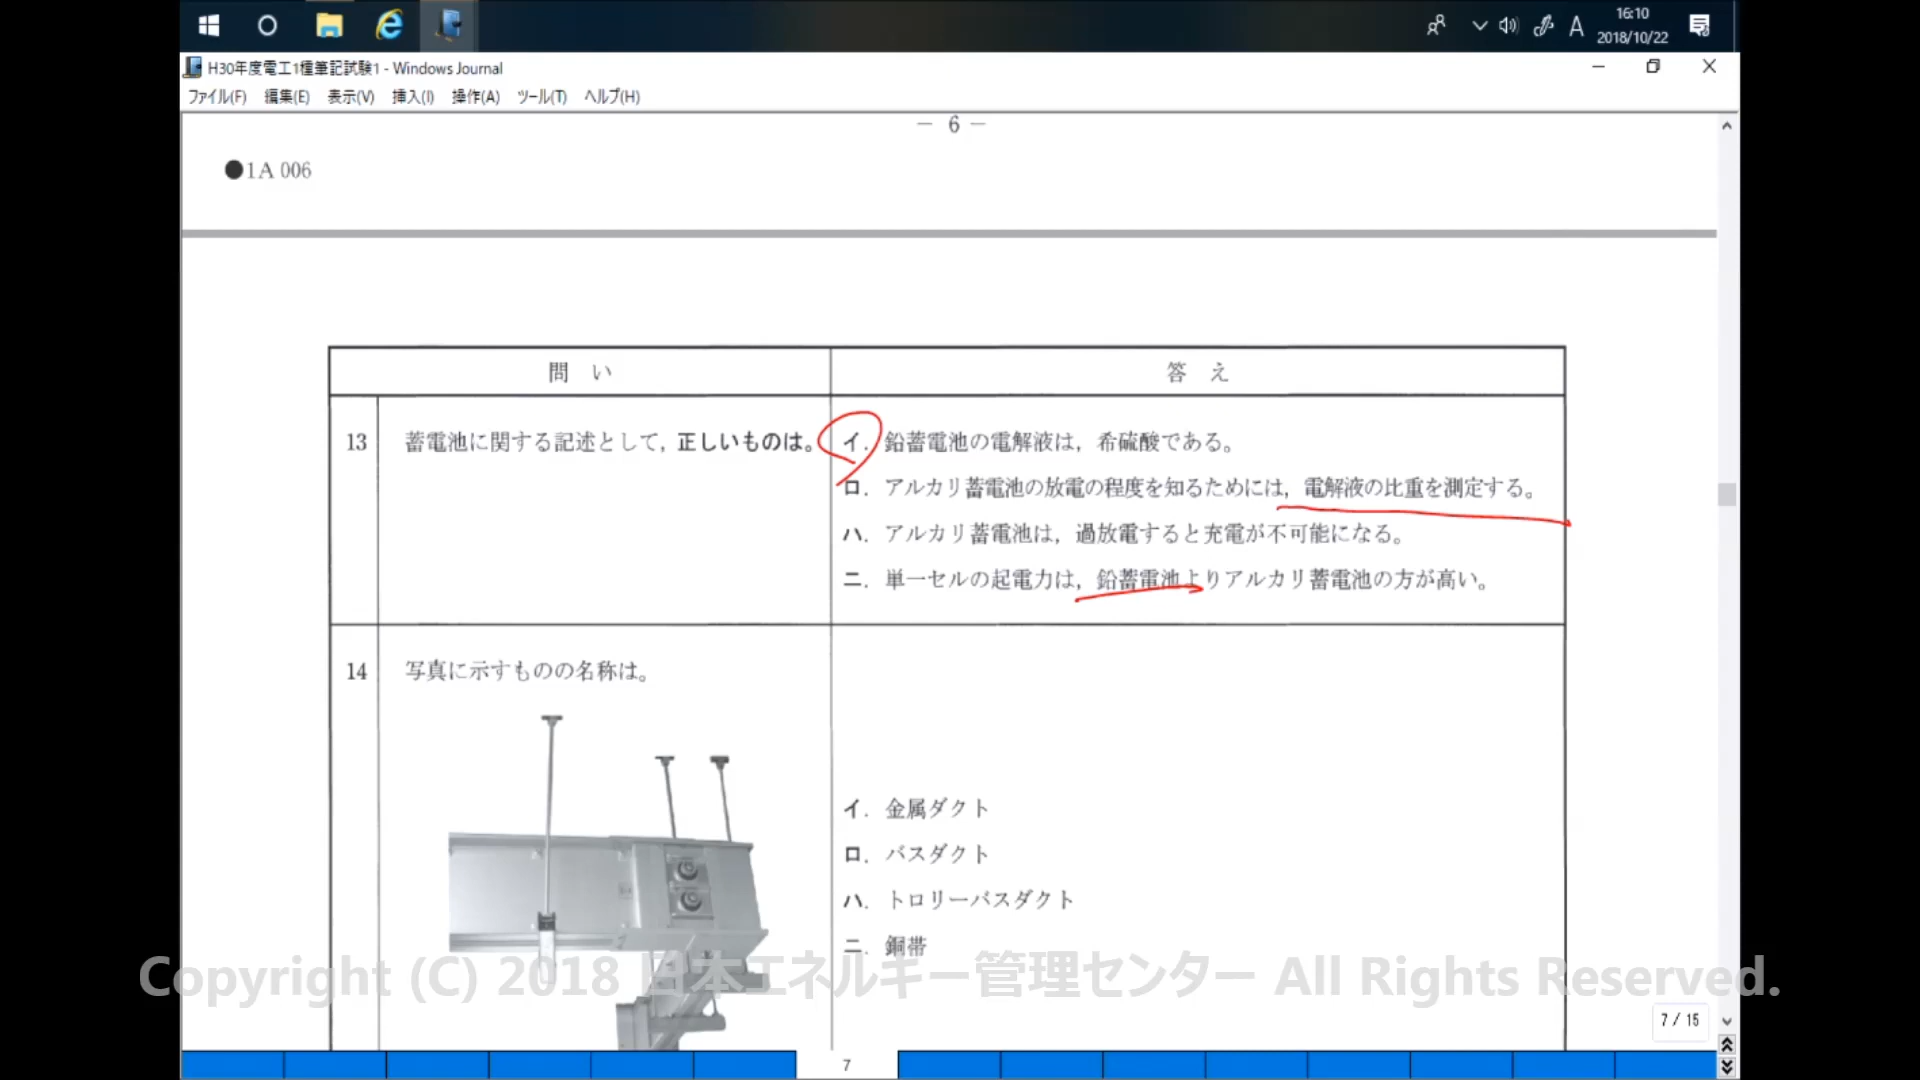 16:10
A
2018/10/22
H30年度電工1種筆記試験1 - Windows Journal
ファイル(F) 編集(E) 表示(V) 挿入(I) 操作(A) ツール(T) ヘルプ(H)
― 6 ―
●1A 006
問 い 答 え
13 蓄電池に関する記述として，正しいものは。
イ．鉛蓄電池の電解液は，希硫酸である。
ロ．アルカリ蓄電池の放電の程度を知るためには，電解液の比重を測定する。
ハ．アルカリ蓄電池は，過放電すると充電が不可能になる。
ニ．単一セルの起電力は，鉛蓄電池よりアルカリ蓄電池の方が高い。
14 写真に示すものの名称は。
イ．金属ダクト
ロ．バスダクト
ハ．トロリーバスダクト
ニ．銅帯
Copyright (C) 2018 日本エネルギー管理センター All Rights Reserved.
7 / 15
7